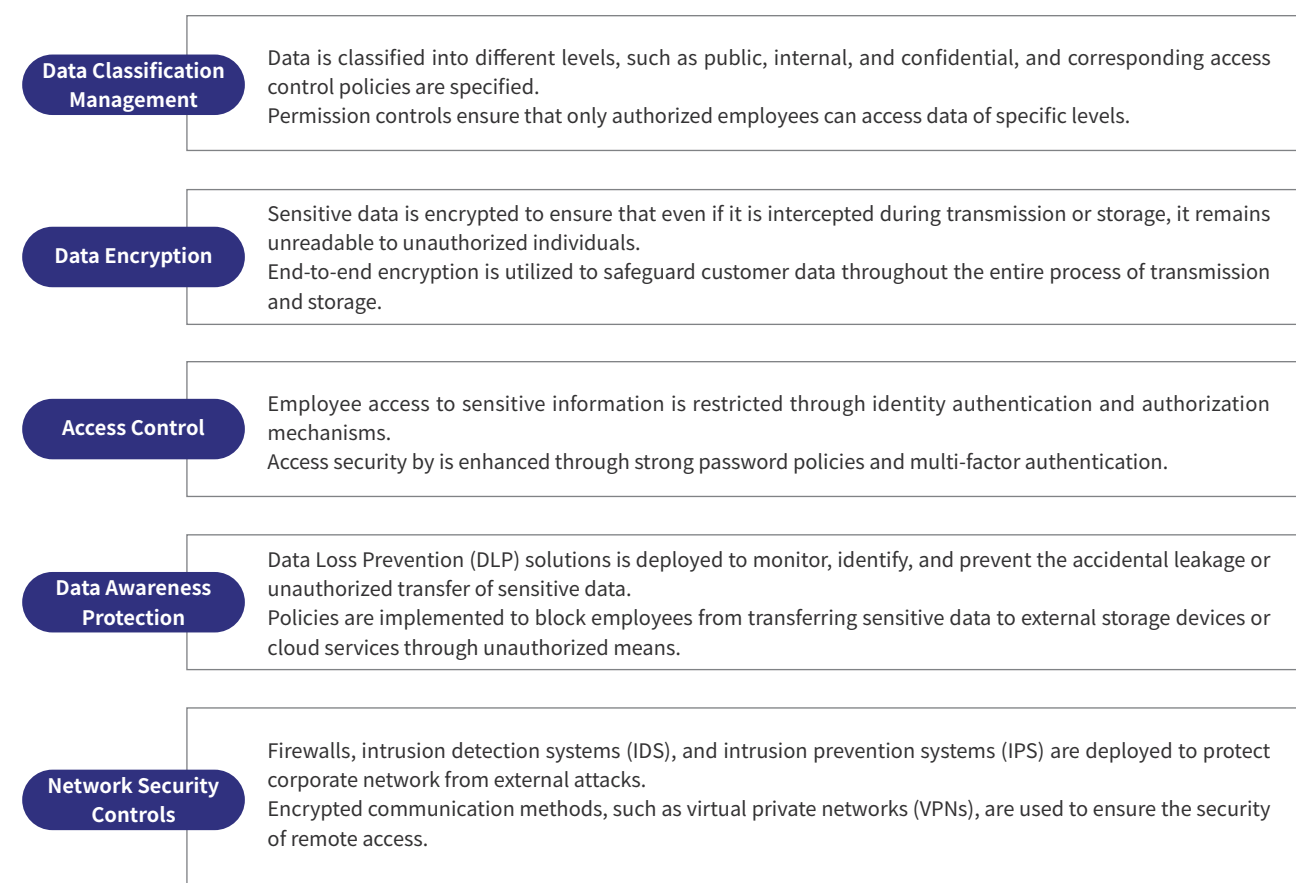 Data Classification
Management
Data is classified into different levels, such as public, internal, and confidential, and corresponding access
control policies are specified.
Permission controls ensure that only authorized employees can access data of specific levels.
Data Encryption
Sensitive data is encrypted to ensure that even if it is intercepted during transmission or storage, it remains
unreadable to unauthorized individuals.
End-to-end encryption is utilized to safeguard customer data throughout the entire process of transmission
and storage.
Access Control
Employee access to sensitive information is restricted through identity authentication and authorization
mechanisms.
Access security by is enhanced through strong password policies and multi-factor authentication.
Data Awareness
Protection
Data Loss Prevention (DLP) solutions is deployed to monitor, identify, and prevent the accidental leakage or
unauthorized transfer of sensitive data.
Policies are implemented to block employees from transferring sensitive data to external storage devices or
cloud services through unauthorized means.
Network Security
Controls
Firewalls, intrusion detection systems (IDS), and intrusion prevention systems (IPS) are deployed to protect
corporate network from external attacks.
Encrypted communication methods, such as virtual private networks (VPNs), are used to ensure the security
of remote access.